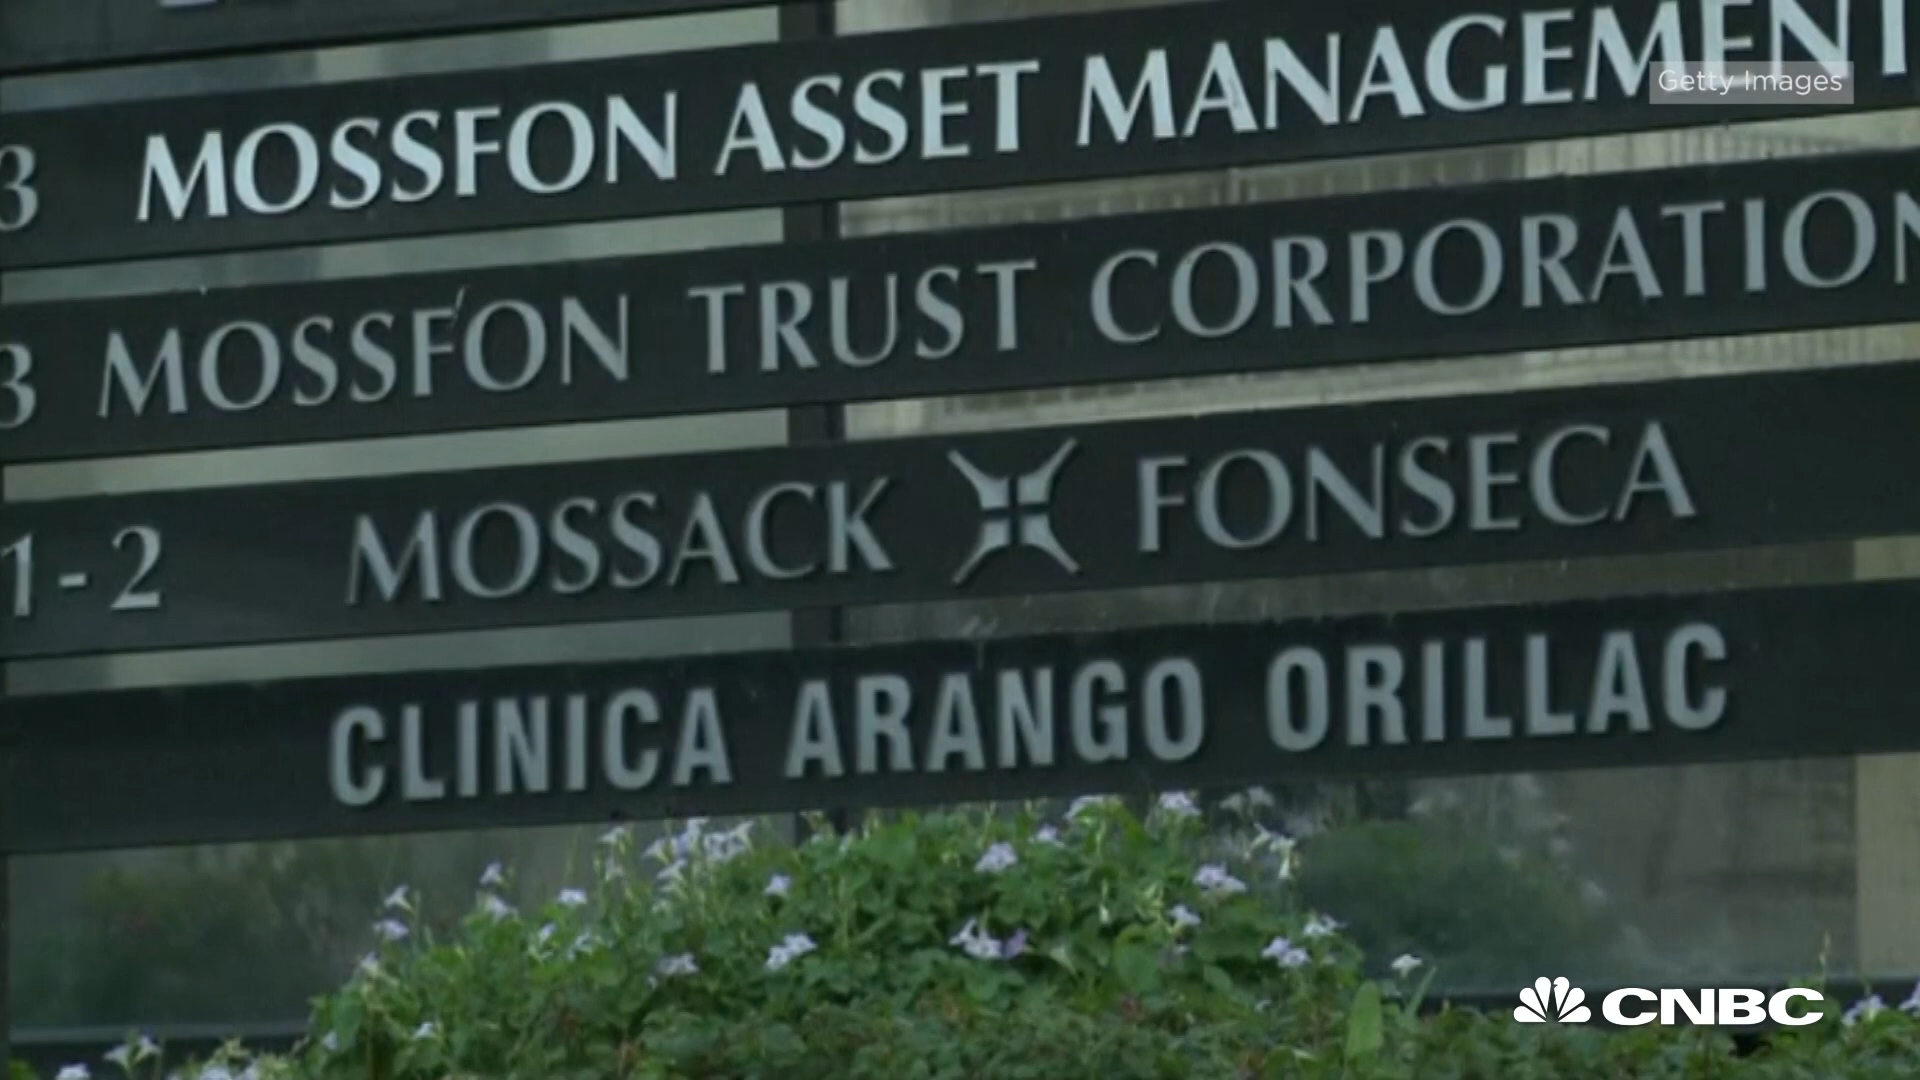 3 MOSSFON ASSET MANAGEMENT
Getty Images
3 MOSSFON TRUST CORPORATION
1-2 MOSSACK FONSECA
CLINICA ARANGO ORILLAC
CNBC